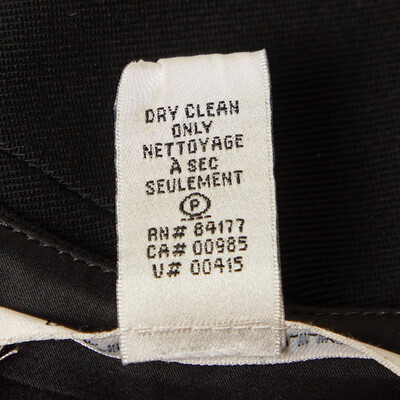 DRY CLEAN
ONLY
NETTOYAGE
À SEC
SEULEMENT
P
RN# 84177
CA# 00985
V# 00415